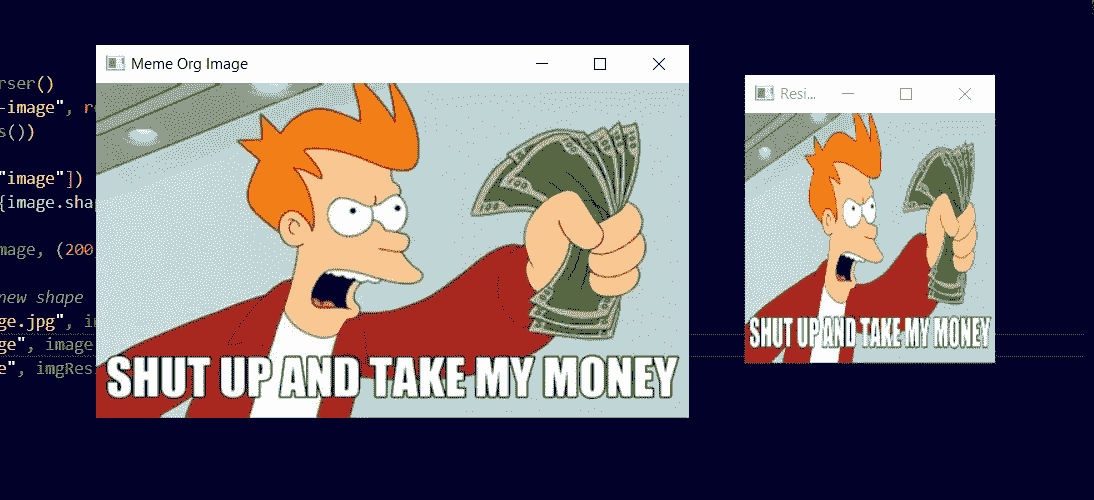 Meme Org Image
Resi...
rser()
-image", r
s())
"image"])
{image.sha
mage, (200
new shape
ge.jpg", i
ge", image
e", imgRes
SHUT UP AND TAKE MY MONEY
SHUT UP AND TAKE MY MONEY